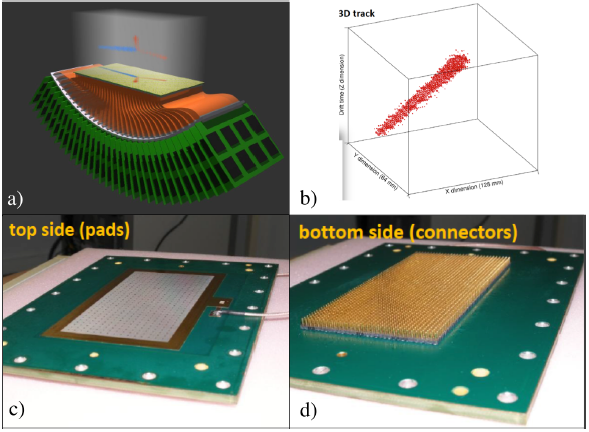 a)
b)
3D track
Drift time (Z dimension)
Y dimension (64 mm)
X dimension (128 mm)
top side (pads)
c)
bottom side (connectors)
d)